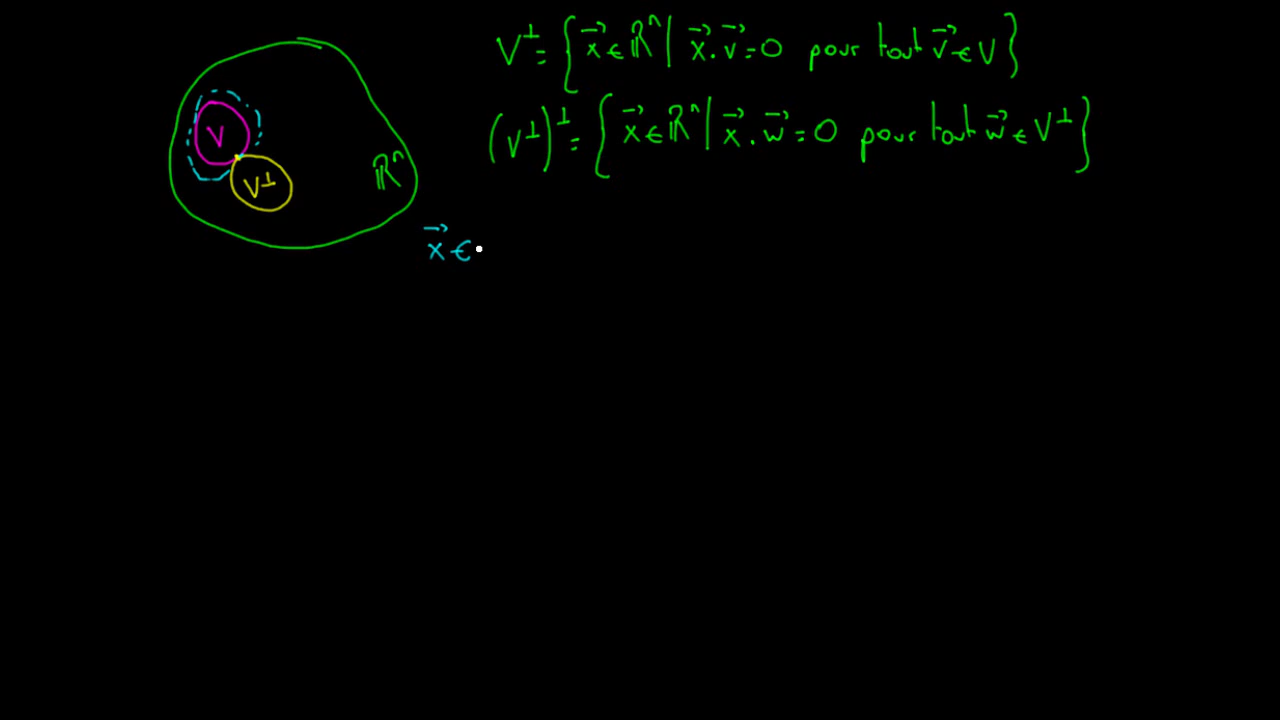 V⊥ = { x⃗ ∈ ℝⁿ | x⃗ . v⃗ = 0 pour tout v⃗ ∈ V }
(V⊥)⊥ = { x⃗ ∈ ℝⁿ | x⃗ . w⃗ = 0 pour tout w⃗ ∈ V⊥ }
V
V⊥
ℝⁿ
x⃗ ∈